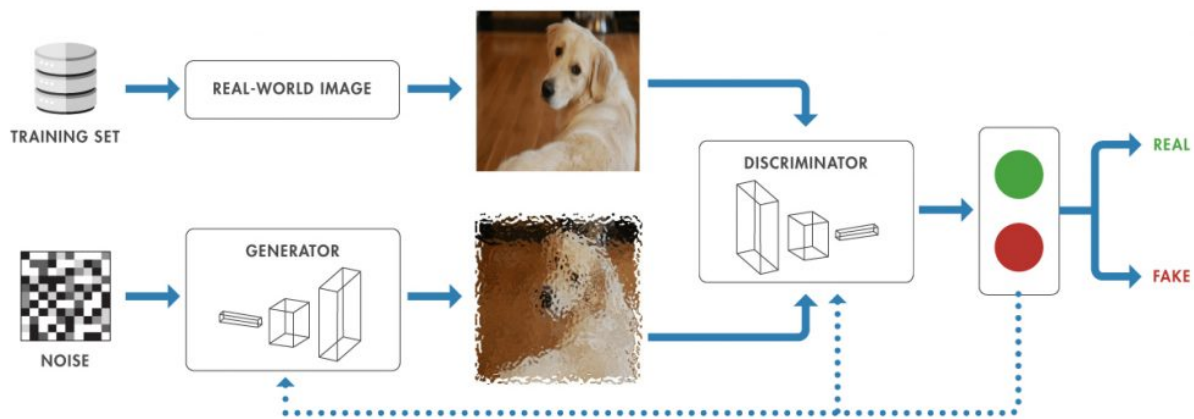 TRAINING SET
REAL-WORLD IMAGE
DISCRIMINATOR
REAL
FAKE
GENERATOR
NOISE